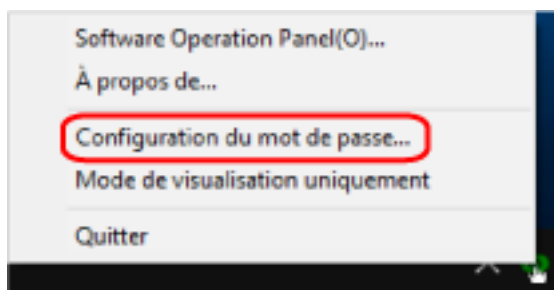 Software Operation Panel(O)...
À propos de...
Configuration du mot de passe...
Mode de visualisation uniquement
Quitter